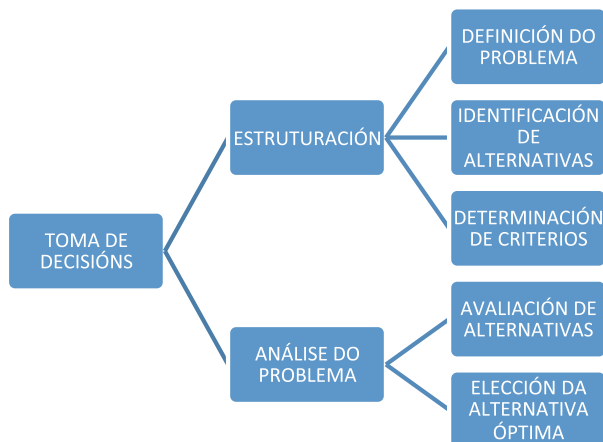 TOMA DE
DECISIÓNS
ESTRUTURACIÓN
DEFINICIÓN DO
PROBLEMA
IDENTIFICACIÓN
DE
ALTERNATIVAS
DETERMINACIÓN
DE CRITERIOS
ANÁLISE DO
PROBLEMA
AVALIACIÓN DE
ALTERNATIVAS
ELECCIÓN DA
ALTERNATIVA
ÓPTIMA